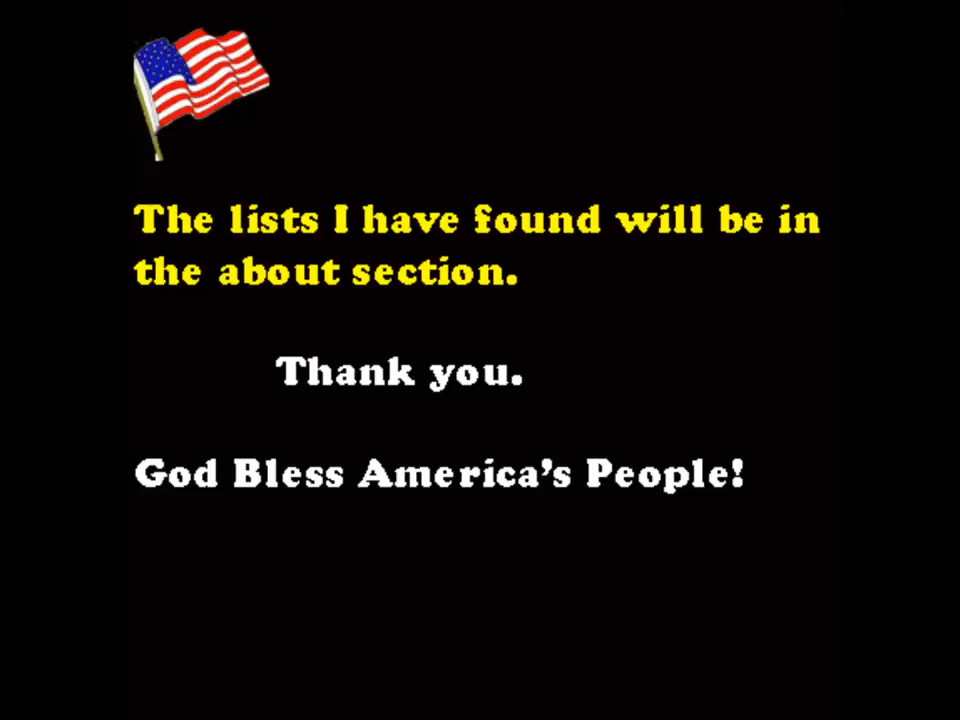 The lists I have found will be in
the about section.
Thank you.
God Bless America's People!